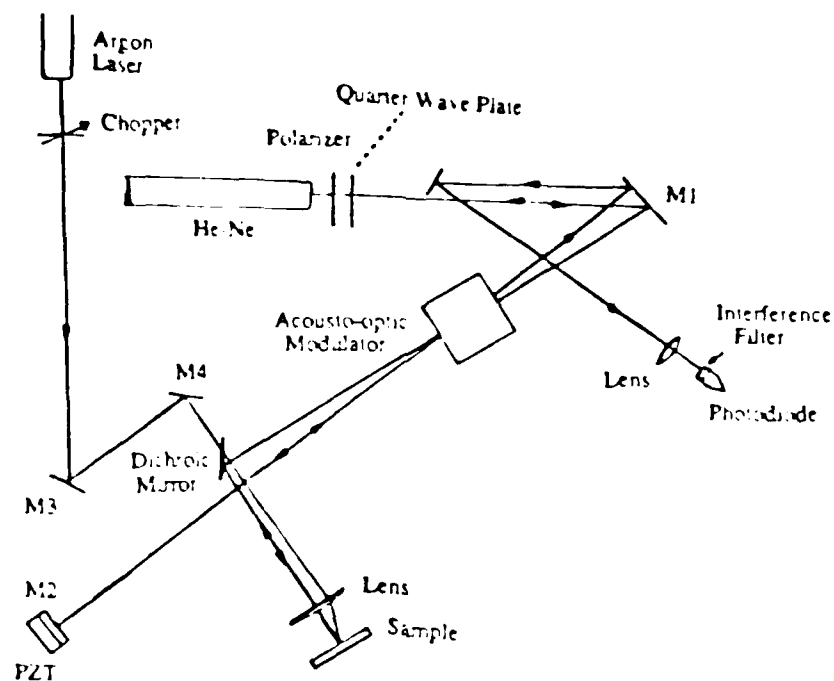 Argon
Laser
Chopper
Quarter Wave Plate
Polarizer
He-Ne
M1
Acousto-optic
Modulator
Interference
Filter
Lens
Photodiode
M4
Dichroic
Mirror
M3
M2
Lens
Sample
PZT